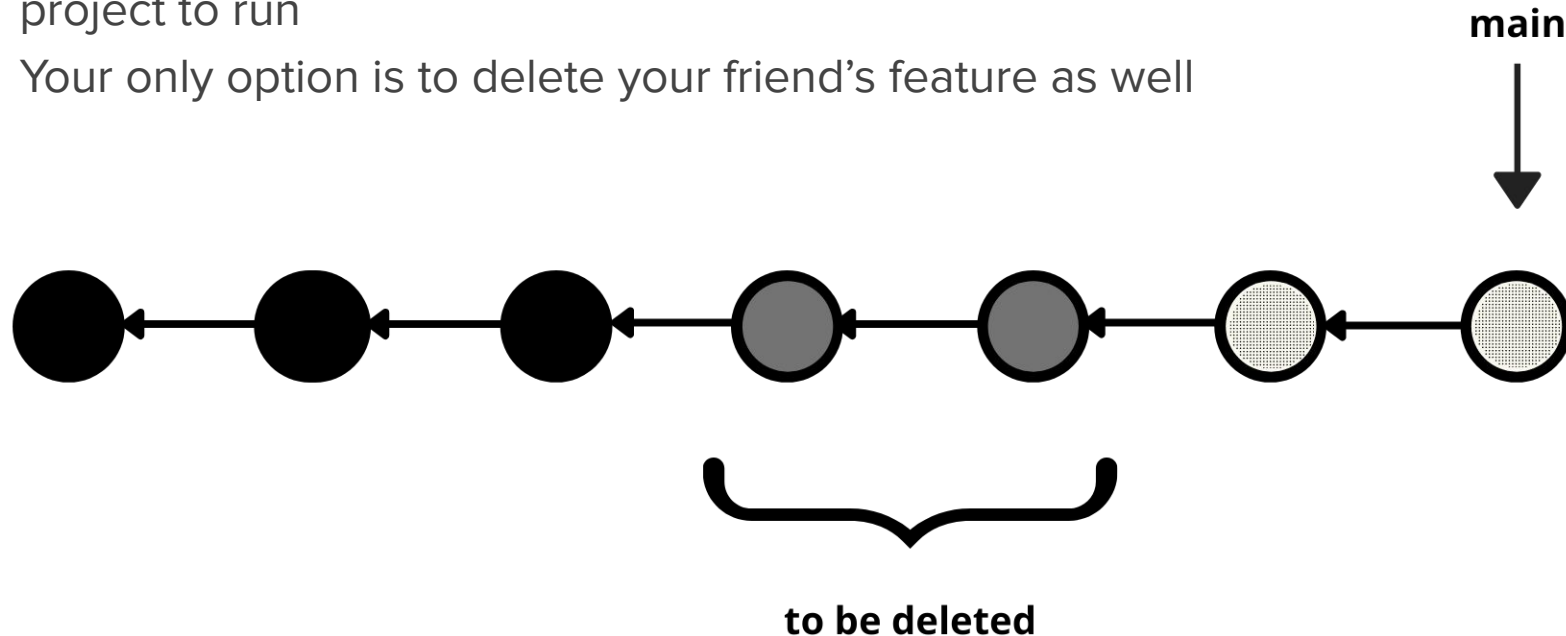 project to run
main
Your only option is to delete your friend’s feature as well
to be deleted